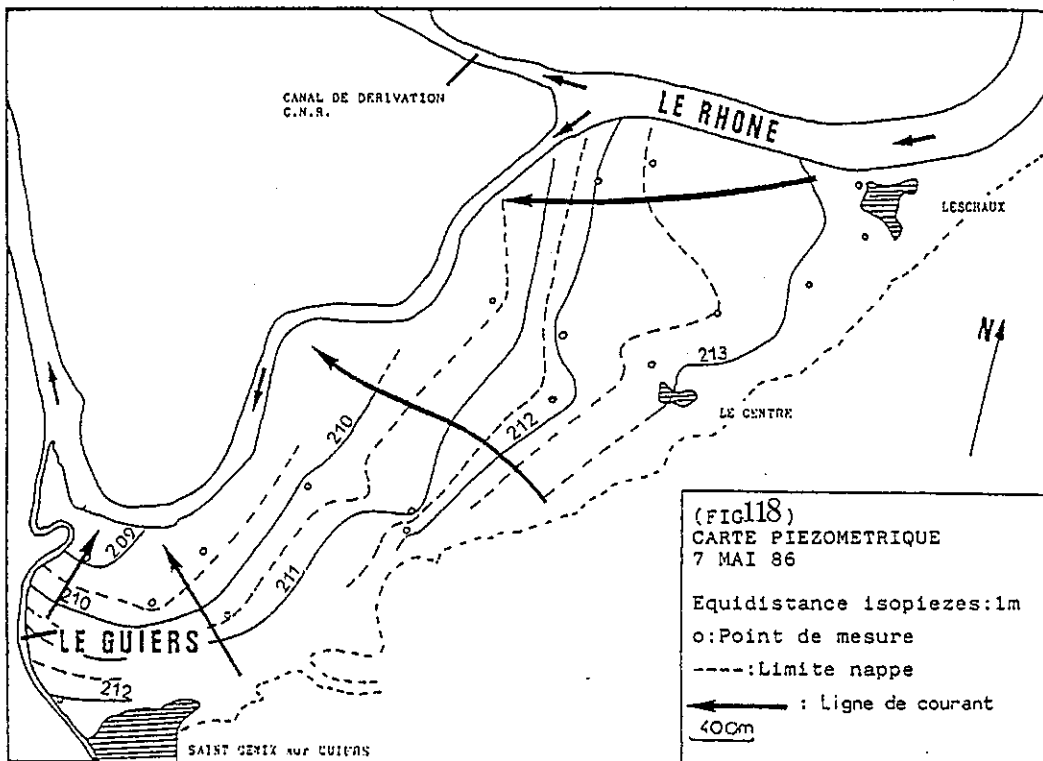 CANAL DE DERIVATION
C.N.R.
LE RHONE
LESCHAUX
N
213
LE CENTRE
212
210
211
209
210
LE GUIERS
212
SAINT GENIX sur GUIERS
(FIG118)
CARTE PIEZOMETRIQUE
7 MAI 86
Equidistance isopiezes:1m
o:Point de mesure
----:Limite nappe
: Ligne de courant
400m